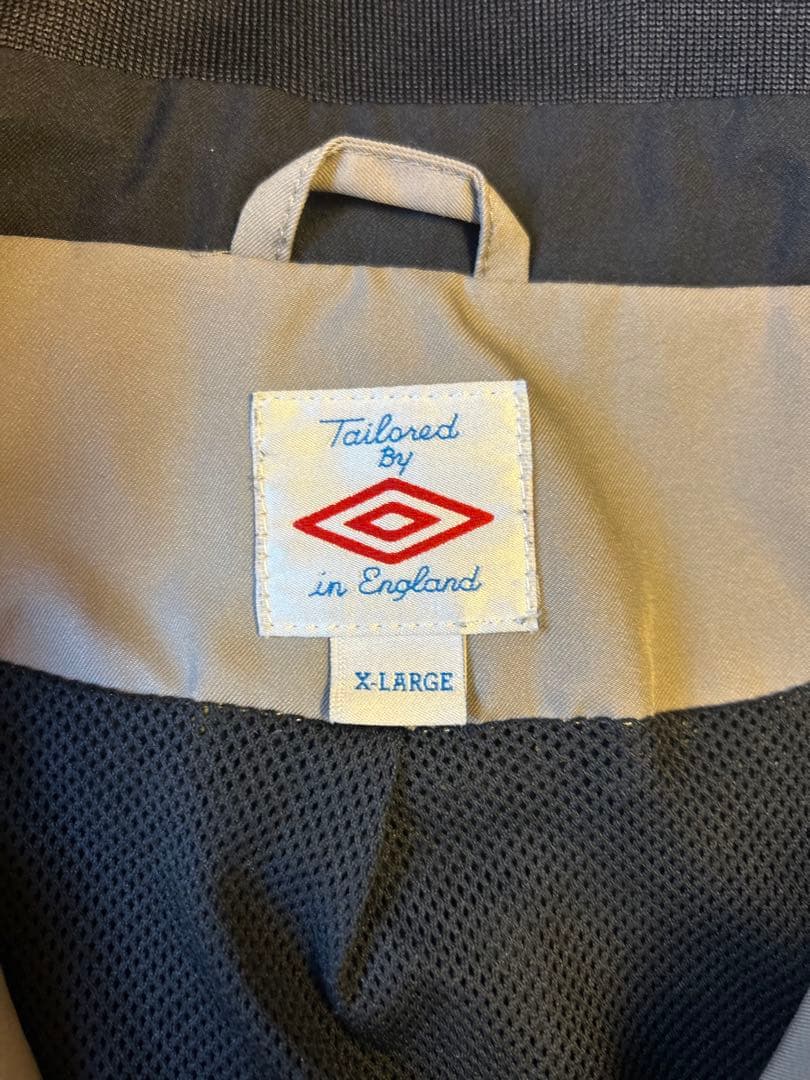 Tailored
By
in England
X-LARGE